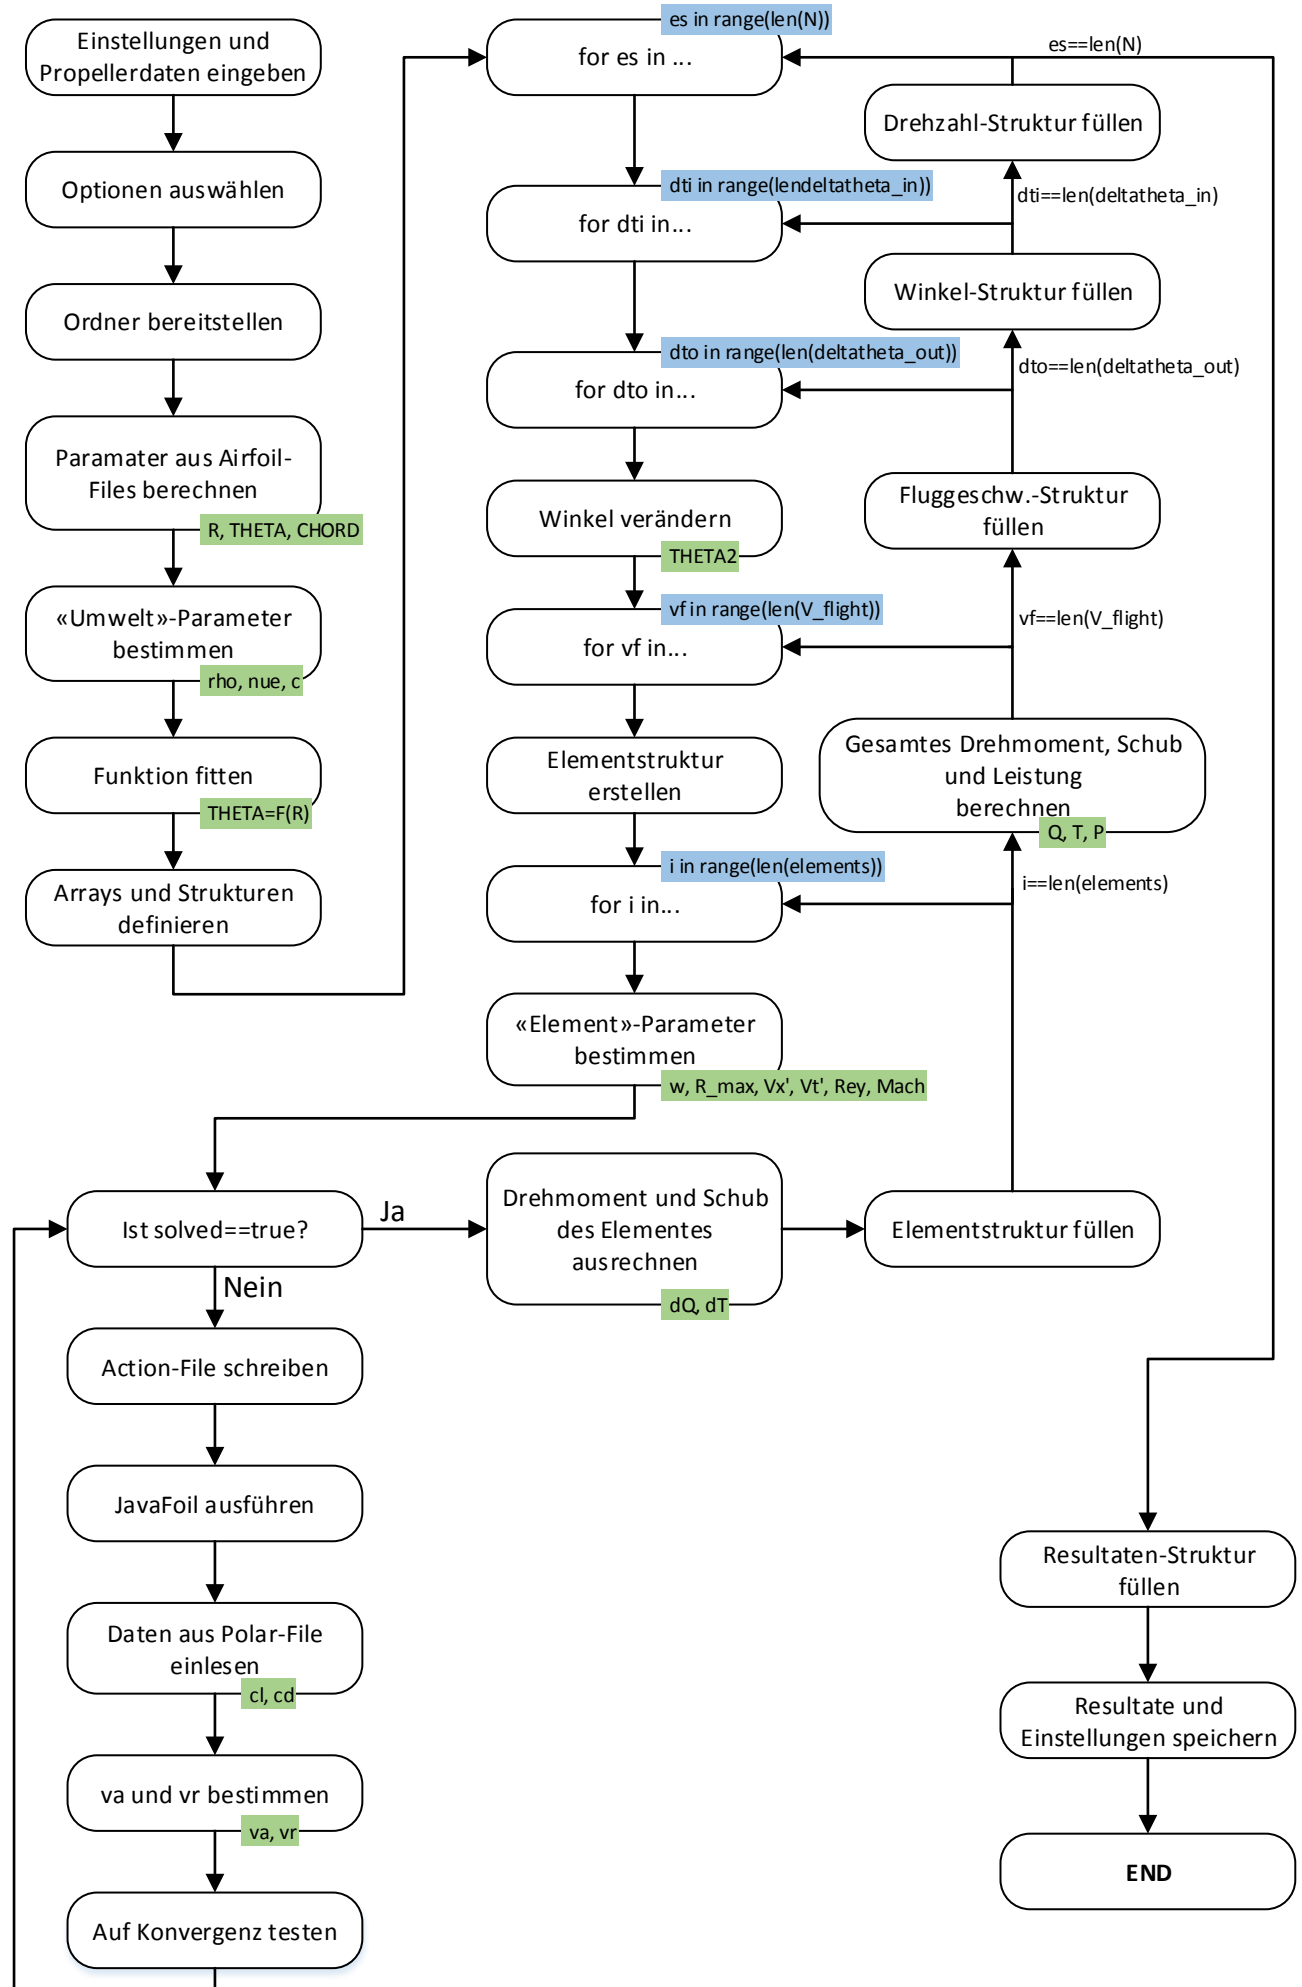 Einstellungen und
Propellerdaten eingeben
Optionen auswählen
Ordner bereitstellen
Paramater aus Airfoil-
Files berechnen
R, THETA, CHORD
«Umwelt»-Parameter
bestimmen
rho, nue, c
Funktion fitten
THETA=F(R)
Arrays und Strukturen
definieren
es in range(len(N))
for es in ...
dti in range(lendeltatheta_in))
for dti in...
dto in range(len(deltatheta_out))
for dto in...
Winkel verändern
THETA2
vf in range(len(V_flight))
for vf in...
Elementstruktur
erstellen
i in range(len(elements))
for i in...
«Element»-Parameter
bestimmen
w, R_max, Vx', Vt', Rey, Mach
es==len(N)
Drehzahl-Struktur füllen
dti==len(deltatheta_in)
Winkel-Struktur füllen
dto==len(deltatheta_out)
Fluggeschw.-Struktur
füllen
vf==len(V_flight)
Gesamtes Drehmoment, Schub
und Leistung
berechnen
Q, T, P
i==len(elements)
Ist solved==true?
Ja
Drehmoment und Schub
des Elementes
ausrechnen
dQ, dT
Elementstruktur füllen
Nein
Action-File schreiben
JavaFoil ausführen
Daten aus Polar-File
einlesen
cl, cd
va und vr bestimmen
va, vr
Auf Konvergenz testen
Resultaten-Struktur
füllen
Resultate und
Einstellungen speichern
END